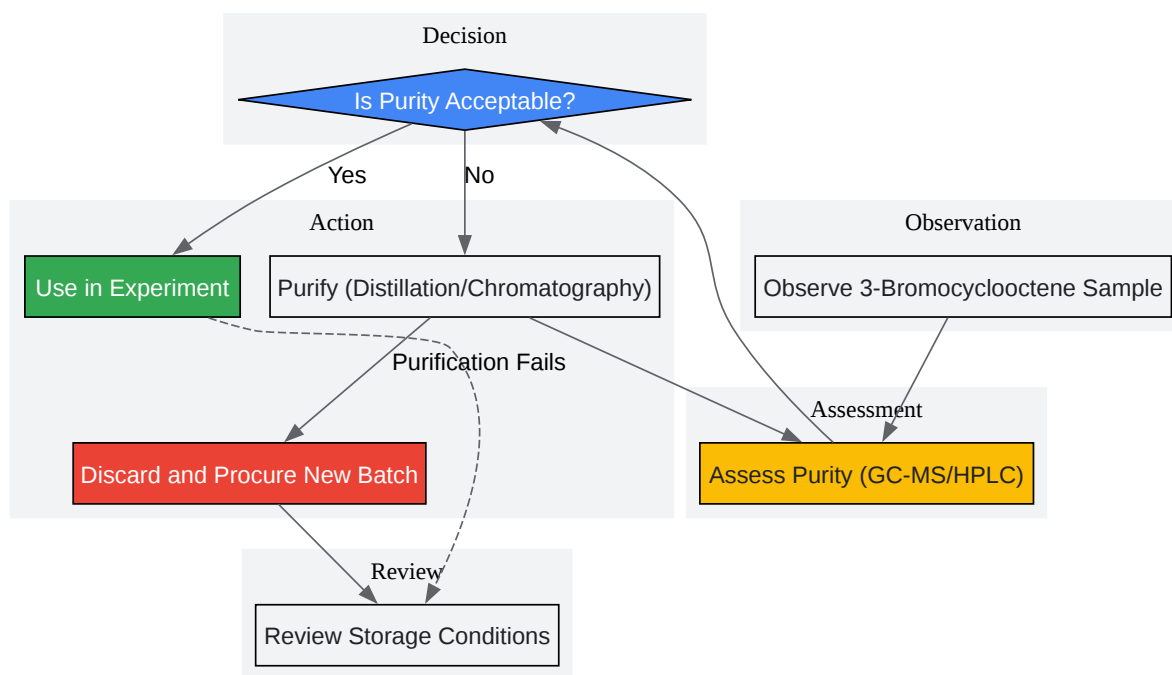 Decision
Is Purity Acceptable?
Yes
No
Action
Observation
Use in Experiment
Purify (Distillation/Chromatography)
Observe 3-Bromocyclooctene Sample
Purification Fails
Assessment
Discard and Procure New Batch
Assess Purity (GC-MS/HPLC)
Review
Review Storage Conditions